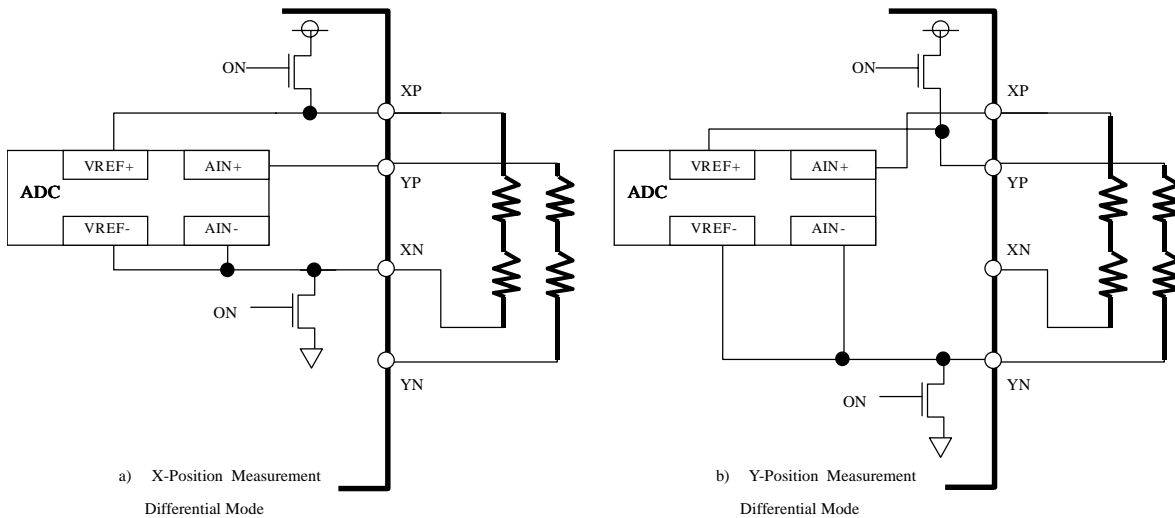 ON
XP
VREF+ AIN+
ADC
YP
VREF- AIN-
XN
ON
YN
a) X-Position Measurement
Differential Mode
ON
XP
VREF+ AIN+
ADC
YP
VREF- AIN-
XN
ON
YN
b) Y-Position Measurement
Differential Mode